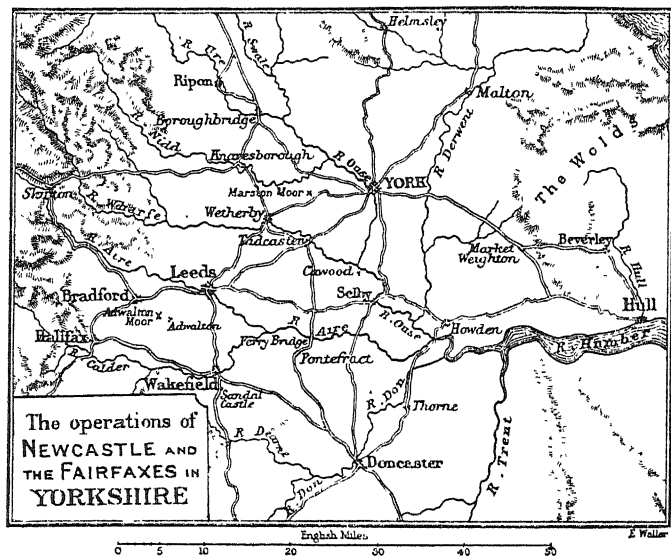 Helmsley
R Ure
R Swale
Ripon
Malton
Boroughbridge
R Nidd
R Derwent
The Wolds
Knaresborough
R Ouse
YORK
Marston Moor x
Skipton
R Wharfe
Wetherby
Tadcaster
Beverley
Market
Weighton
R Hull
R Aire
Leeds
Cawood
Selby
Hull
Bradford
Adwalton
Moor x
Adwalton
R Ouse
Howden
R Humber
Halifax
R Aire
Ferry Bridge
Pontefract
R Calder
Wakefield
Sandal
Castle
R Don
Thorne
R Trent
R Dearne
Doncaster
R Don
The operations of
NEWCASTLE AND
THE FAIRFAXES IN
YORKSHIRE
English Miles
E Waller
0 5 10 20 30 40 50